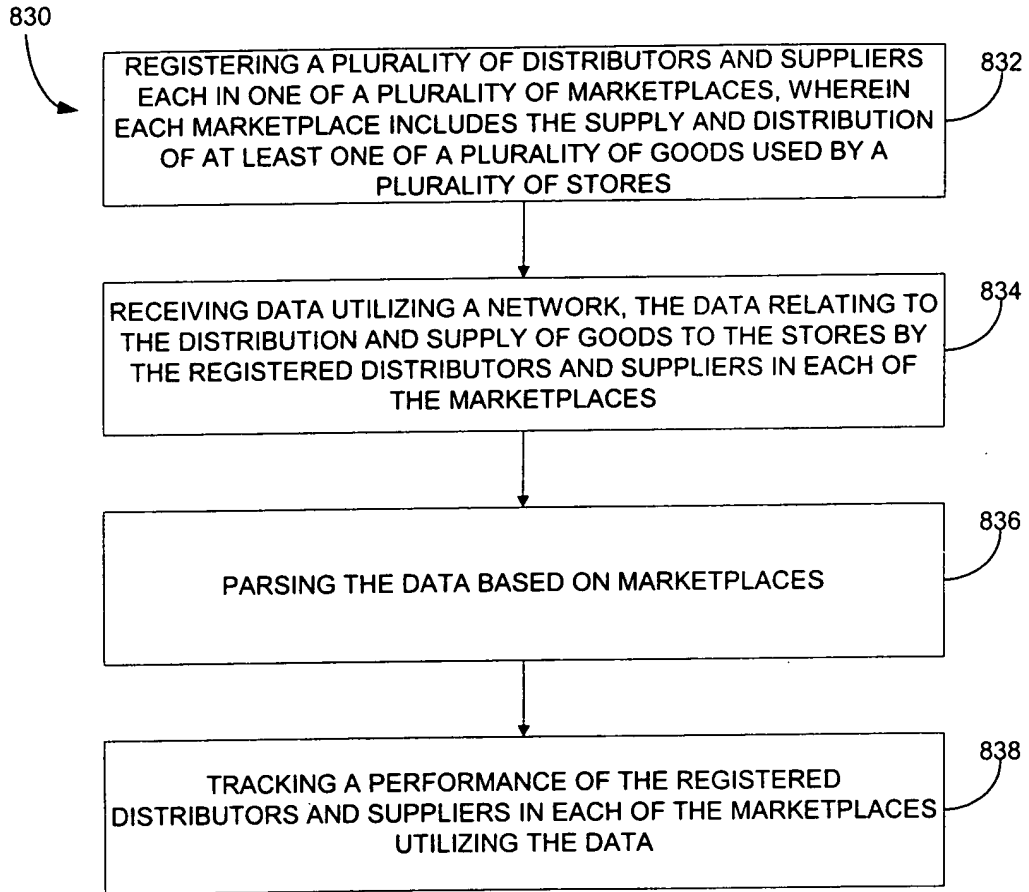 830
REGISTERING A PLURALITY OF DISTRIBUTORS AND SUPPLIERS
EACH IN ONE OF A PLURALITY OF MARKETPLACES, WHEREIN
EACH MARKETPLACE INCLUDES THE SUPPLY AND DISTRIBUTION
OF AT LEAST ONE OF A PLURALITY OF GOODS USED BY A
PLURALITY OF STORES
832
RECEIVING DATA UTILIZING A NETWORK, THE DATA RELATING TO
THE DISTRIBUTION AND SUPPLY OF GOODS TO THE STORES BY
THE REGISTERED DISTRIBUTORS AND SUPPLIERS IN EACH OF
THE MARKETPLACES
834
PARSING THE DATA BASED ON MARKETPLACES
836
TRACKING A PERFORMANCE OF THE REGISTERED
DISTRIBUTORS AND SUPPLIERS IN EACH OF THE MARKETPLACES
UTILIZING THE DATA
838